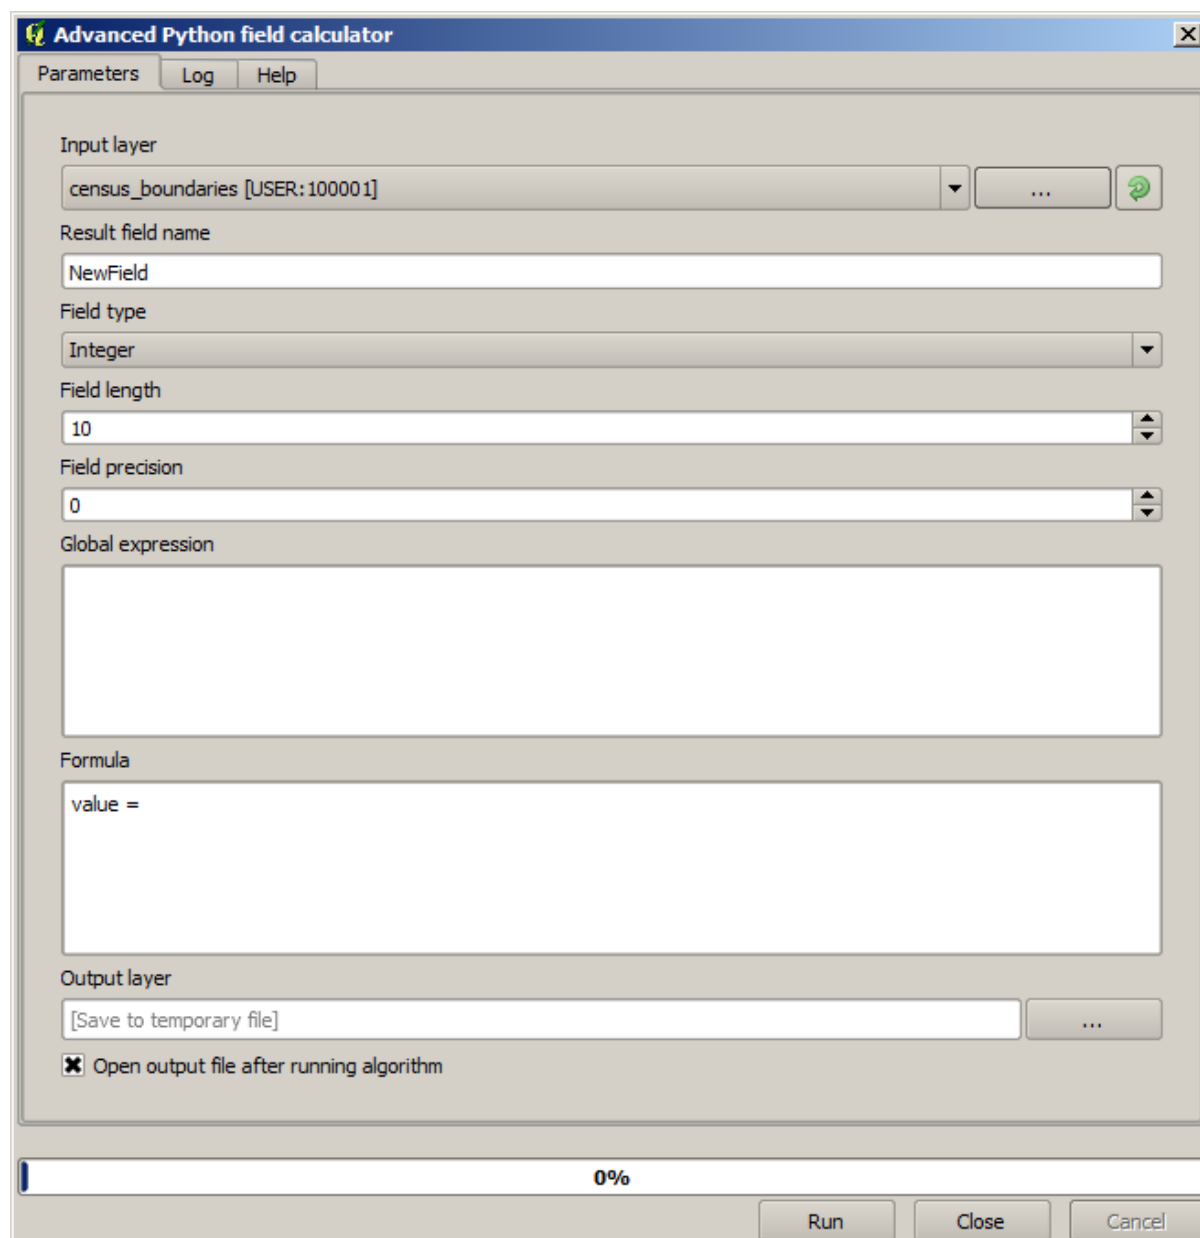 Advanced Python field calculator
Parameters Log Help
Input layer
census_boundaries [USER:100001]
...
Result field name
NewField
Field type
Integer
Field length
10
Field precision
0
Global expression
Formula
value =
Output layer
[Save to temporary file]
...
Open output file after running algorithm
0%
Run Close Cancel